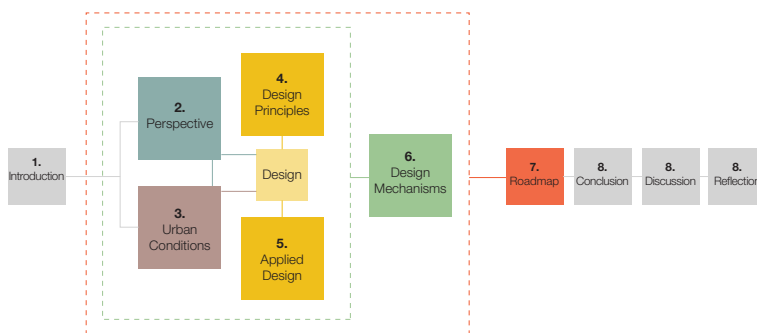 1.
Introduction
2.
Perspective
3.
Urban
Conditions
4.
Design
Principles
Design
5.
Applied
Design
6.
Design
Mechanisms
7.
Roadmap
8.
Conclusion
8.
Discussion
8.
Reflection